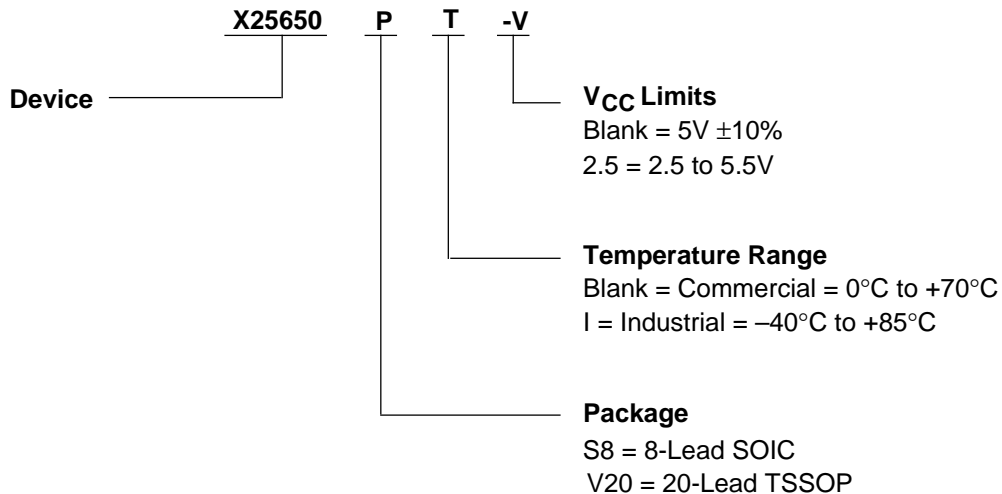 X25650 P T -V
Device
VCC Limits
Blank = 5V ±10%
2.5 = 2.5 to 5.5V
Temperature Range
Blank = Commercial = 0°C to +70°C
I = Industrial = –40°C to +85°C
Package
S8 = 8-Lead SOIC
V20 = 20-Lead TSSOP